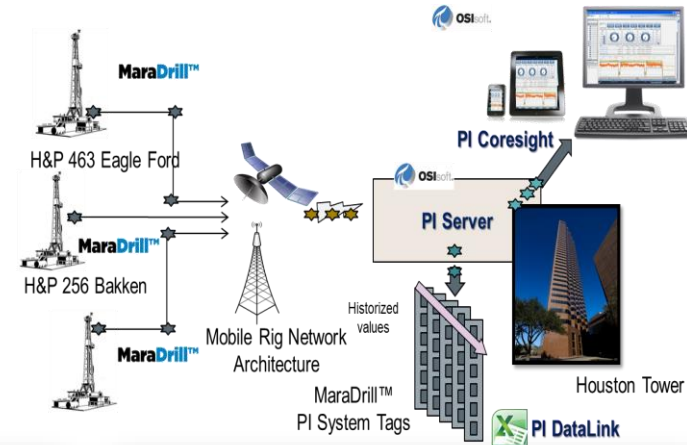 OSIsoft.
MaraDrill™
H&P 463 Eagle Ford
PI Coresight
OSIsoft.
MaraDrill™
PI Server
H&P 256 Bakken
Historized
values
Mobile Rig Network
Architecture
MaraDrill™
Houston Tower
MaraDrill™
PI System Tags
PI DataLink